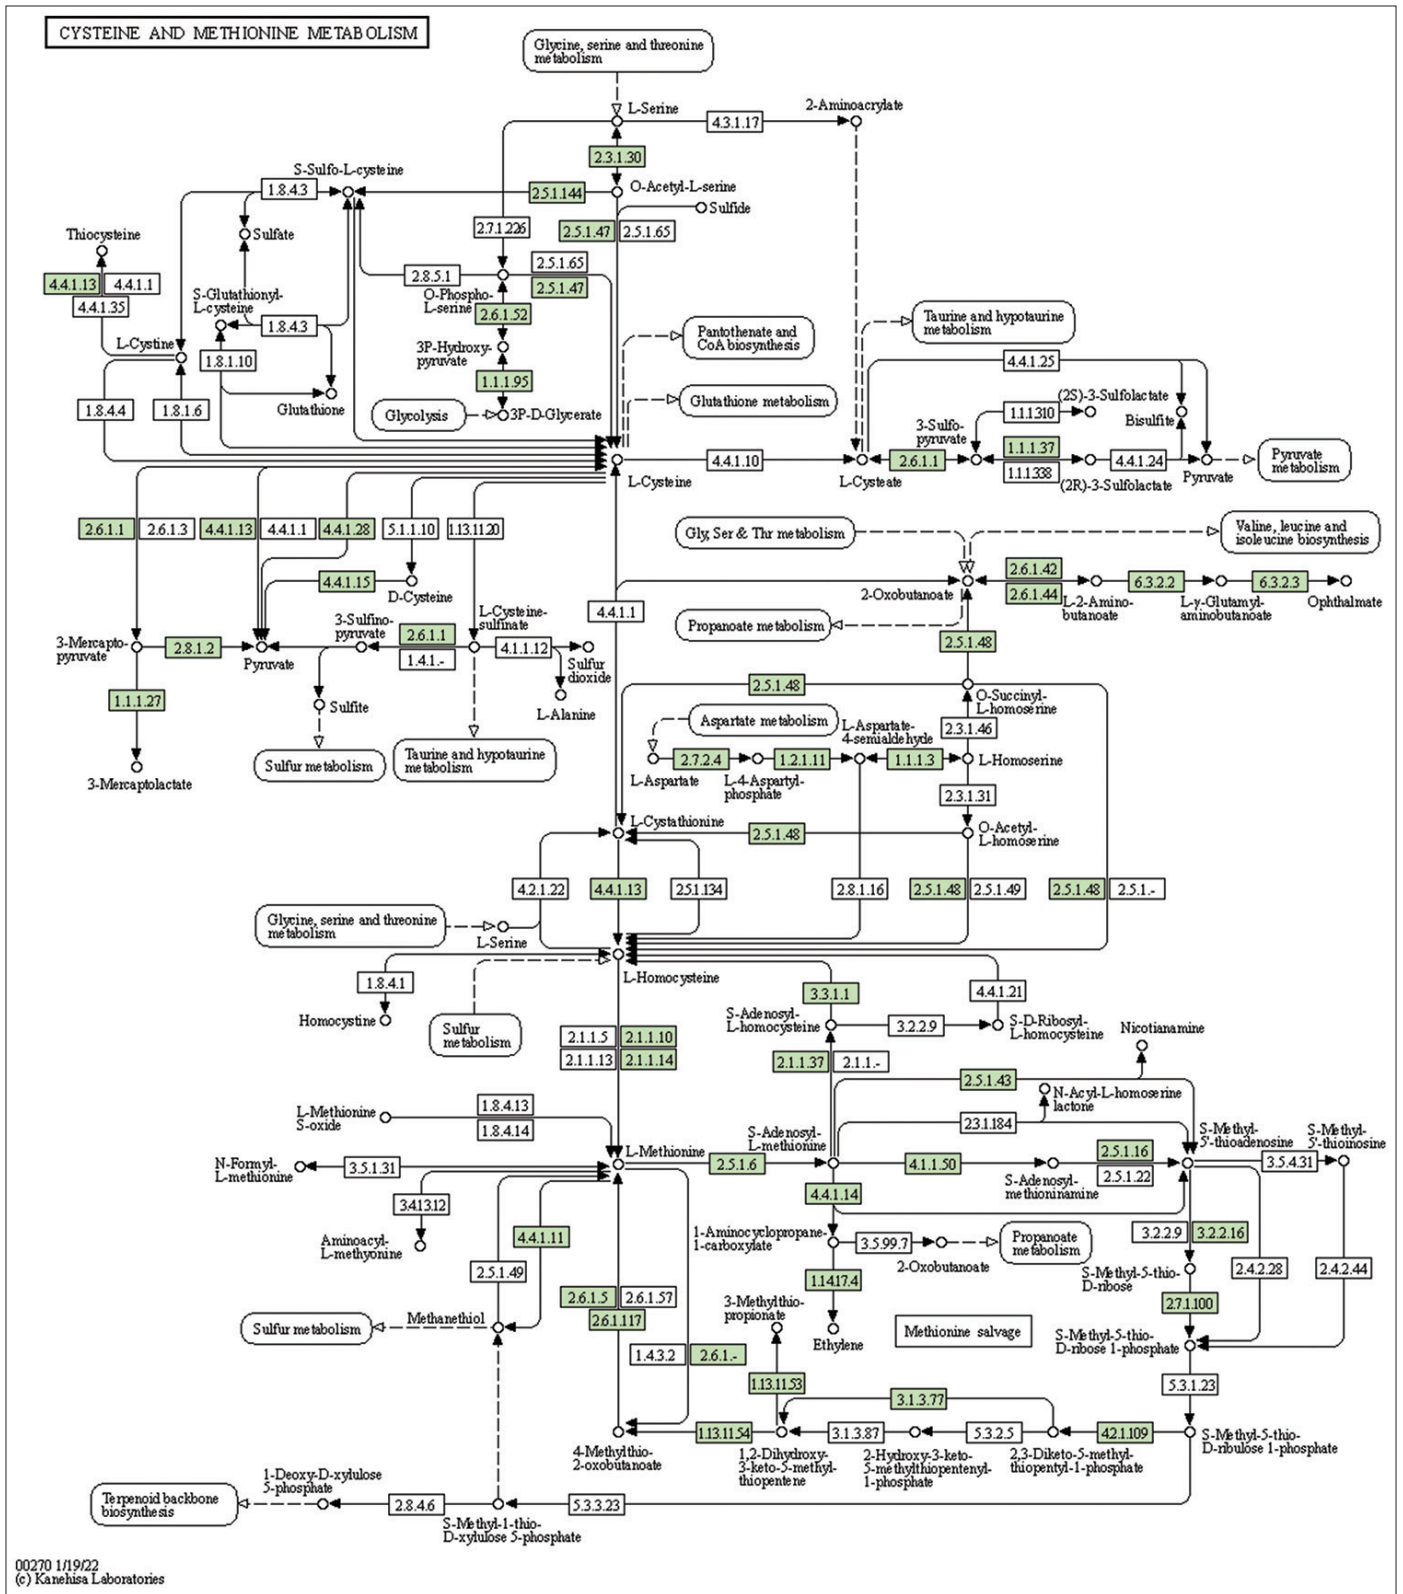 CYSTEINE AND METHIONINE METABOLISM
Glycine, serine and threonine
metabolism
L-Serine
4.3.1.17
2-Aminoacrylate
2.3.1.30
S-Sulfo-L-cysteine
1.8.4.3
2.5.1.144
O-Acetyl-L-serine
Sulfide
Sulfate
2.7.1.226
2.5.1.47
2.5.1.65
Thiocysteine
4.4.1.13
4.4.1.1
4.4.1.35
2.8.5.1
2.5.1.65
2.5.1.47
O-Phospho-
L-serine
S-Glutathionyl-
L-cysteine
1.8.4.3
2.6.1.52
L-Cystine
1.8.1.10
3P-Hydroxy-
pyruvate
Pantothenate and
CoA biosynthesis
Taurine and hypotaurine
metabolism
4.4.1.25
1.1.1.95
1.8.4.4
1.8.1.6
Glutathione
Glycolysis
3P-D-Glycerate
Glutathione metabolism
(2S)-3-Sulfolactate
1.1.1.310
Bisulfite
3-Sulfo-
pyruvate
4.4.1.10
2.6.1.1
1.1.1.37
1.1.1.338
4.4.1.24
Pyruvate
metabolism
L-Cysteine
L-Cysteate
(2R)-3-Sulfolactate
Pyruvate
2.6.1.1
2.6.1.3
4.4.1.13
4.4.1.1
4.4.1.28
5.1.1.10
1.13.11.20
Gly, Ser & Thr metabolism
Valine, leucine and
isoleucine biosynthesis
4.4.1.15
D-Cysteine
2-Oxobutanoate
2.6.1.42
2.6.1.44
L-2-Amino-
butanoate
6.3.2.2
L-γ-Glutamyl-
aminobutanoate
6.3.2.3
Ophthalmate
4.4.1.1
Propanoate metabolism
3-Mercapto-
pyruvate
2.8.1.2
Pyruvate
3-Sulfino-
pyruvate
2.6.1.1
1.4.1.-
L-Cysteine-
sulfinate
4.1.1.12
Sulfur
dioxide
2.5.1.48
1.1.1.27
Sulfite
L-Alanine
2.5.1.48
O-Succinyl-
L-homoserine
Aspartate metabolism
L-Aspartate-
4-semialdehyde
2.3.1.46
Sulfur metabolism
Taurine and hypotaurine
metabolism
3-Mercaptolactate
L-Aspartate
2.7.2.4
L-4-Aspartyl-
phosphate
1.2.1.11
1.1.1.3
L-Homoserine
2.3.1.31
L-Cystathionine
2.5.1.48
O-Acetyl-
L-homoserine
4.2.1.22
4.4.1.13
2.5.1.134
2.8.1.16
2.5.1.48
2.5.1.49
2.5.1.48
2.5.1.-
Glycine, serine and threonine
metabolism
L-Serine
L-Homocysteine
1.8.4.1
Homocystine
Sulfur
metabolism
3.3.1.1
4.4.1.21
S-Adenosyl-
L-homocysteine
3.2.2.9
S-D-Ribosyl-
L-homocysteine
Nicotianamine
2.1.1.5
2.1.1.10
2.1.1.13
2.1.1.14
2.1.1.37
2.1.1.-
2.5.1.43
N-Acyl-L-homoserine
lactone
L-Methionine
S-oxide
1.8.4.13
1.8.4.14
2.3.1.184
S-Adenosyl-
L-methionine
S-Methyl-
5'-thioadenosine
S-Methyl-
5'-thioinosine
N-Formyl-
L-methionine
3.5.1.31
L-Methionine
2.5.1.6
4.1.1.50
S-Adenosyl-
methioninamine
2.5.1.16
2.5.1.22
3.5.4.31
3.4.13.12
4.4.1.14
Aminoacyl-
L-methyonine
4.4.1.11
1-Aminocyclopropane-
1-carboxylate
3.5.99.7
2-Oxobutanoate
Propanoate
metabolism
3.2.2.9
3.2.2.16
2.5.1.49
1.14.17.4
S-Methyl-5-thio-
D-ribose
2.4.2.28
2.4.2.44
2.6.1.5
2.6.1.57
2.6.1.117
2.7.1.100
Sulfur metabolism
Methanethiol
3-Methylthio-
propionate
Ethylene
Methionine salvage
S-Methyl-5-thio-
D-ribose 1-phosphate
1.4.3.2
2.6.1.-
1.13.11.53
3.1.3.77
5.3.1.23
4-Methylthio-
2-oxobutanoate
1.13.11.54
1,2-Dihydroxy-
3-keto-5-methyl-
thiopentene
3.1.3.87
2-Hydroxy-3-keto-
5-methylthiopentenyl-
1-phosphate
5.3.2.5
2,3-Diketo-5-methyl-
thiopentyl-1-phosphate
4.2.1.109
S-Methyl-5-thio-
D-ribulose 1-phosphate
Terpenoid backbone
biosynthesis
1-Deoxy-D-xylulose
5-phosphate
2.8.4.6
S-Methyl-1-thio-
D-xylulose 5-phosphate
5.3.3.23
00270 1/19/22
(c) Kanehisa Laboratories